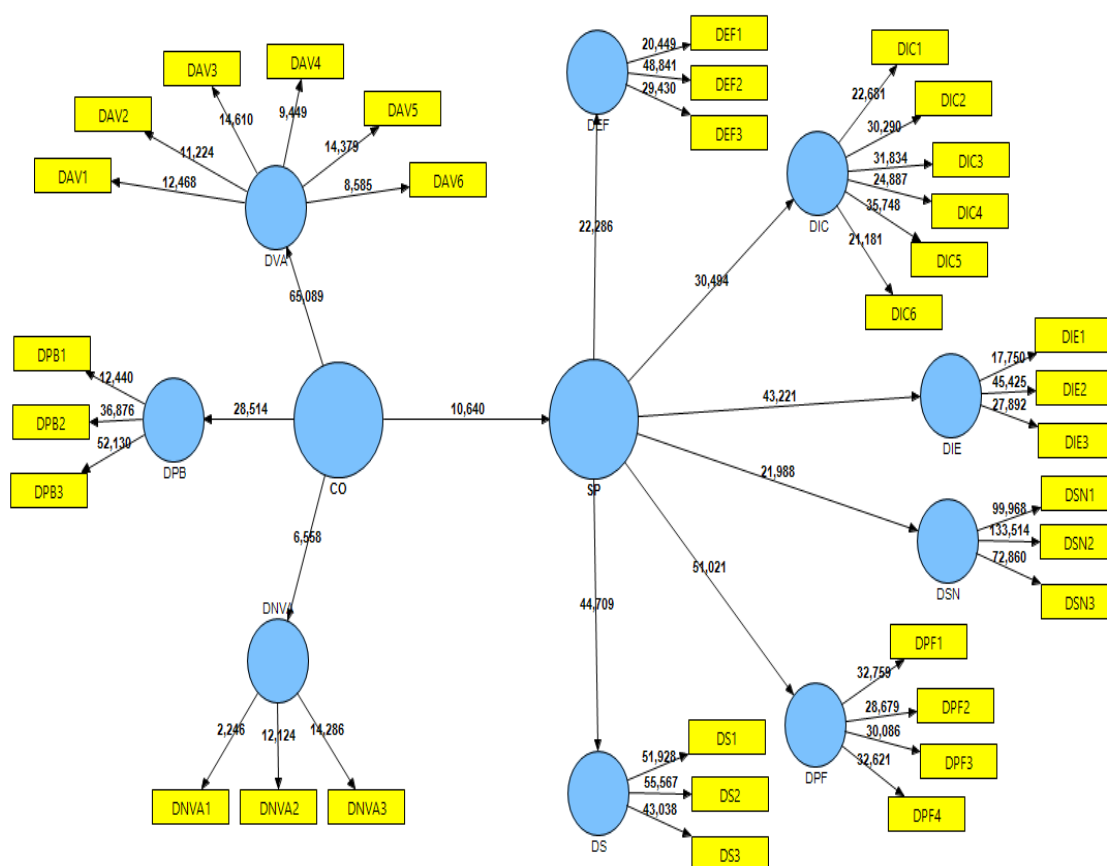 DAV1
DAV2
DAV3
DAV4
DAV5
DAV6
12,468
11,224
14,610
9,449
14,379
8,585
DVA
65,089
DPB1
DPB2
DPB3
12,440
36,876
52,130
DPB
28,514
CO
10,640
6,558
DNVA
2,246
12,124
14,286
DNVA1
DNVA2
DNVA3
SP
22,286
DEF
20,449
48,841
29,430
DEF1
DEF2
DEF3
30,494
DIC
22,681
30,290
31,834
24,887
35,748
21,181
DIC1
DIC2
DIC3
DIC4
DIC5
DIC6
43,221
DIE
17,750
45,425
27,892
DIE1
DIE2
DIE3
21,988
DSN
99,968
133,514
72,860
DSN1
DSN2
DSN3
51,021
DPF
32,759
28,679
30,086
32,621
DPF1
DPF2
DPF3
DPF4
44,709
DS
51,928
55,567
43,038
DS1
DS2
DS3